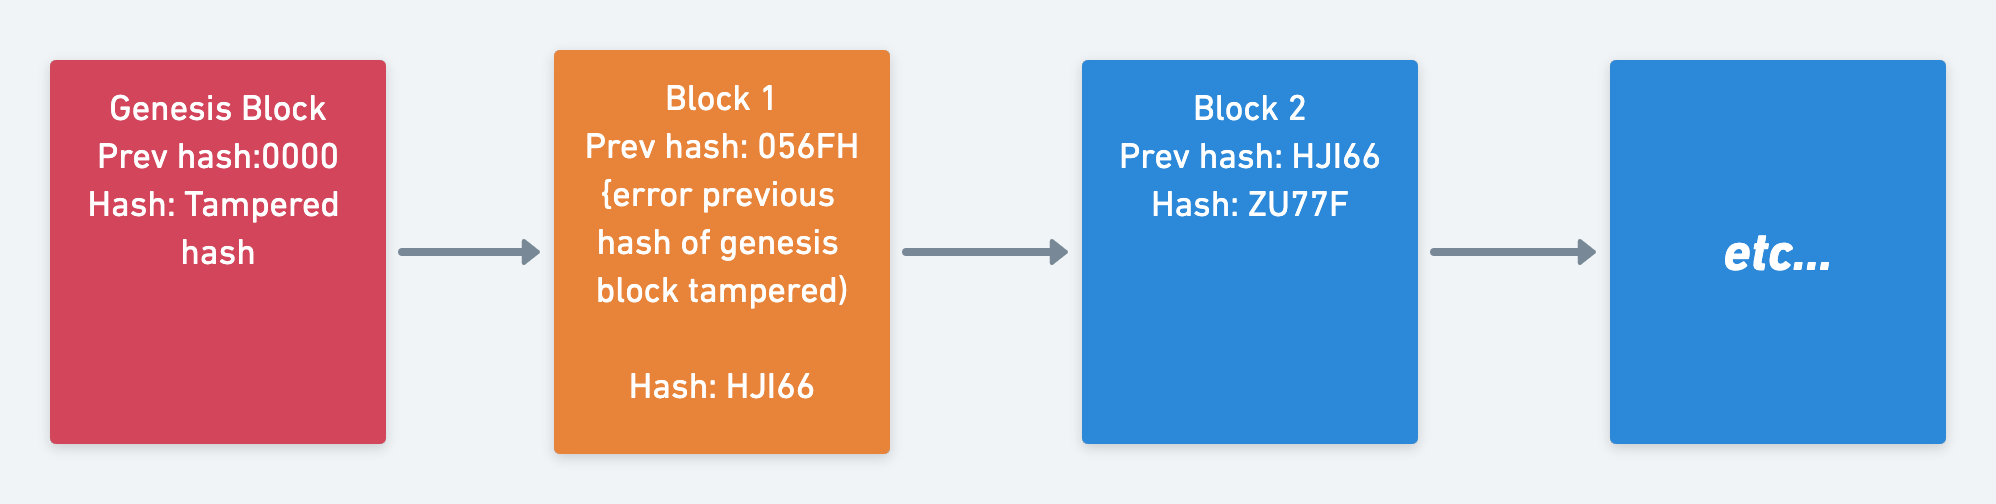 Genesis Block
Prev hash:0000
Hash: Tampered
hash
Block 1
Prev hash: 056FH
{error previous
hash of genesis
block tampered)
Hash: HJI66
Block 2
Prev hash: HJI66
Hash: ZU77F
etc...